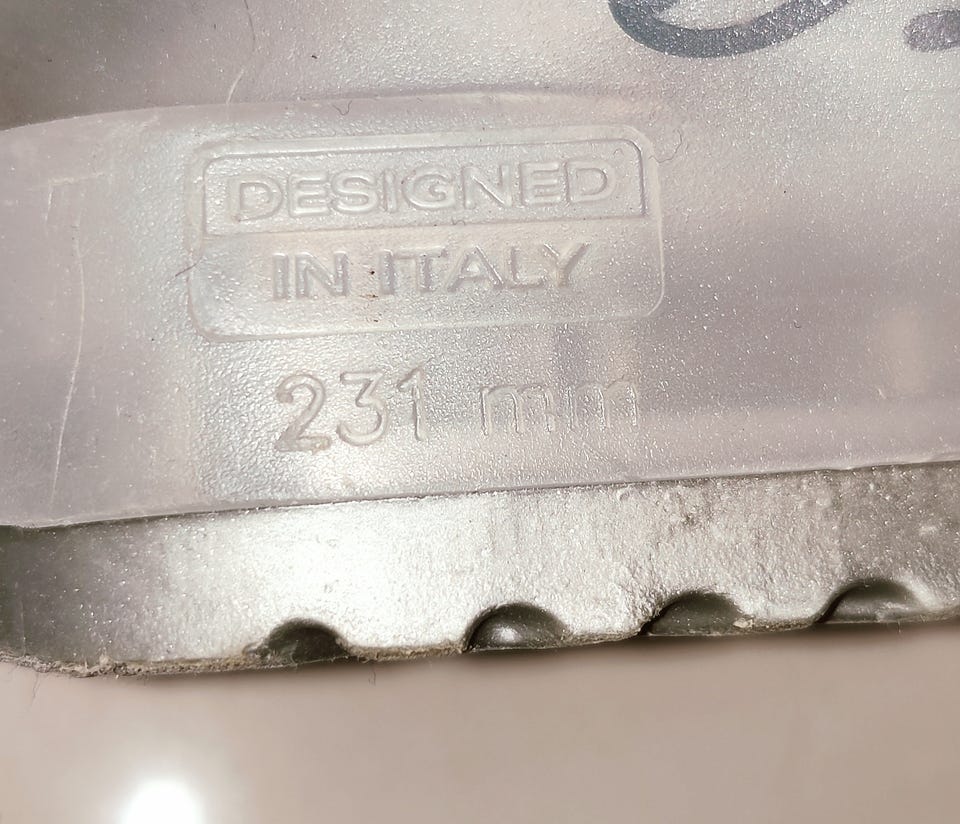 DESIGNED
IN ITALY
231 mm